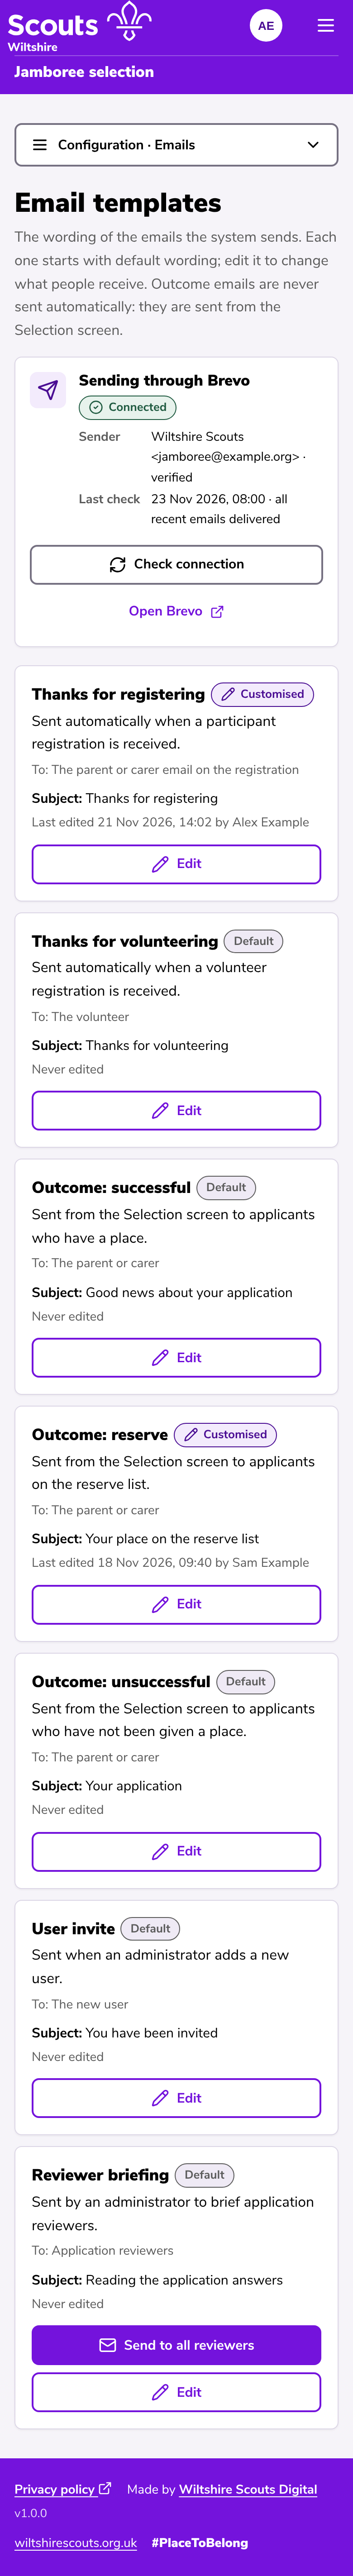 Scouts
Wiltshire
AE
Jamboree selection
Configuration · Emails
Email templates
The wording of the emails the system sends. Each
one starts with default wording; edit it to change
what people receive. Outcome emails are never
sent automatically: they are sent from the
Selection screen.
Sending through Brevo
Connected
Sender Wiltshire Scouts
<jamboree@example.org> ·
verified
Last check 23 Nov 2026, 08:00 · all
recent emails delivered
Check connection
Open Brevo
Thanks for registering Customised
Sent automatically when a participant
registration is received.
To: The parent or carer email on the registration
Subject: Thanks for registering
Last edited 21 Nov 2026, 14:02 by Alex Example
Edit
Thanks for volunteering Default
Sent automatically when a volunteer
registration is received.
To: The volunteer
Subject: Thanks for volunteering
Never edited
Edit
Outcome: successful Default
Sent from the Selection screen to applicants
who have a place.
To: The parent or carer
Subject: Good news about your application
Never edited
Edit
Outcome: reserve Customised
Sent from the Selection screen to applicants
on the reserve list.
To: The parent or carer
Subject: Your place on the reserve list
Last edited 18 Nov 2026, 09:40 by Sam Example
Edit
Outcome: unsuccessful Default
Sent from the Selection screen to applicants
who have not been given a place.
To: The parent or carer
Subject: Your application
Never edited
Edit
User invite Default
Sent when an administrator adds a new
user.
To: The new user
Subject: You have been invited
Never edited
Edit
Reviewer briefing Default
Sent by an administrator to brief application
reviewers.
To: Application reviewers
Subject: Reading the application answers
Never edited
Send to all reviewers
Edit
Privacy policy Made by Wiltshire Scouts Digital
v1.0.0
wiltshirescouts.org.uk #PlaceToBelong